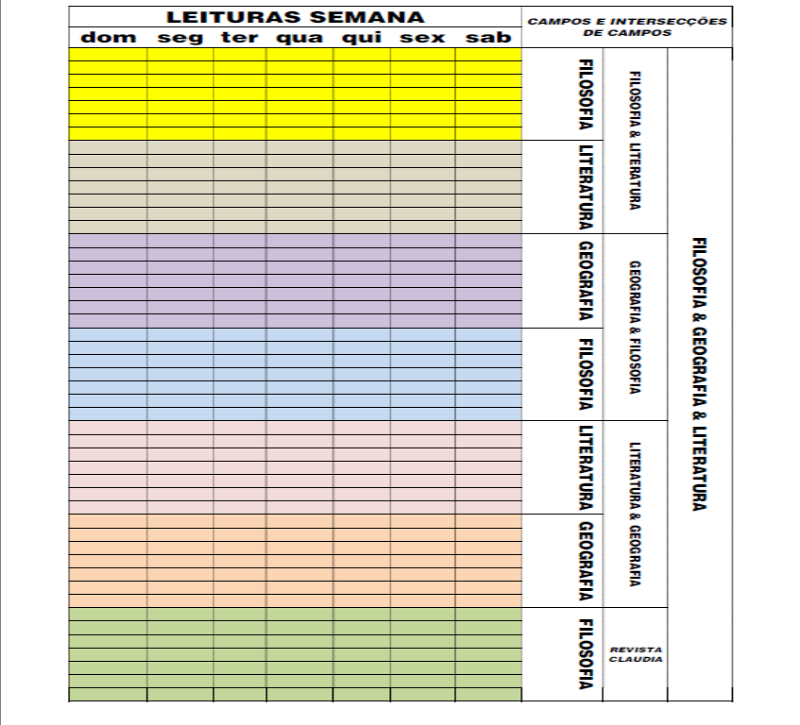 LEITURAS SEMANA
CAMPOS E INTERSECÇÕES
DE CAMPOS
dom seg ter qua qui sex sab
FILOSOFIA
LITERATURA
GEOGRAFIA
FILOSOFIA
LITERATURA
GEOGRAFIA
FILOSOFIA
FILOSOFIA & LITERATURA
GEOGRAFIA & FILOSOFIA
LITERATURA & GEOGRAFIA
REVISTA
CLAUDIA
FILOSOFIA & GEOGRAFIA & LITERATURA